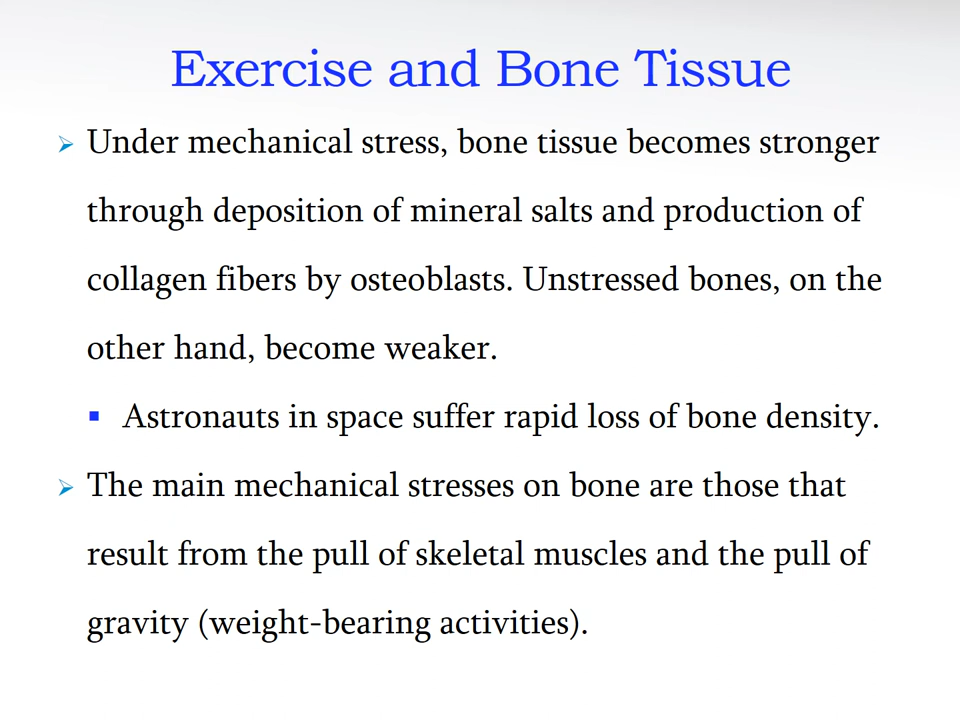 Exercise and Bone Tissue
➢ Under mechanical stress, bone tissue becomes stronger
through deposition of mineral salts and production of
collagen fibers by osteoblasts. Unstressed bones, on the
other hand, become weaker.
▪ Astronauts in space suffer rapid loss of bone density.
➢ The main mechanical stresses on bone are those that
result from the pull of skeletal muscles and the pull of
gravity (weight-bearing activities).